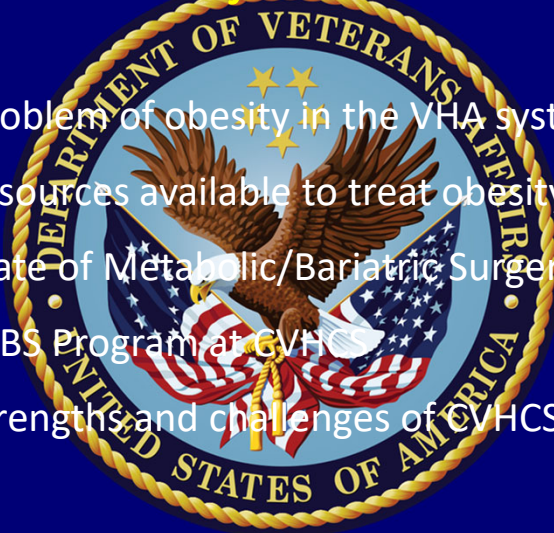 DEPARTMENT OF VETERANS AFFAIRS
oblem of obesity in the VHA syst
sources available to treat obesity
ate of Metabolic/Bariatric Surger
BS Program at CVHCS
rengths and challenges of CVHCS
UNITED STATES OF AMERICA